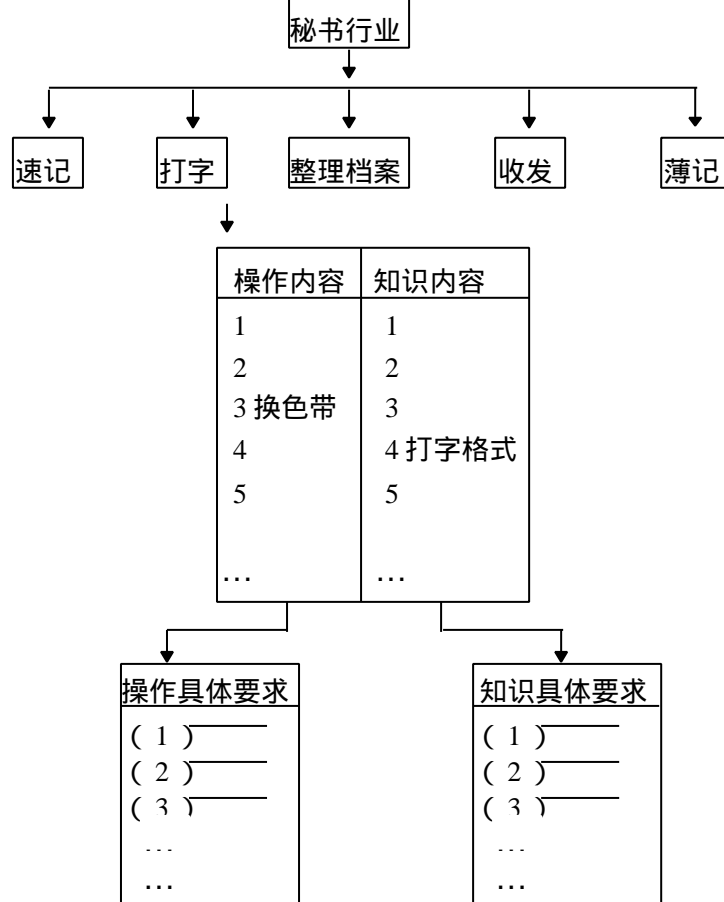 秘书行业
速记 打字 整理档案 收发 薄记
操作内容 知识内容
1 1
2 2
3 换色带 3
4 4 打字格式
5 5
… …
操作具体要求 知识具体要求
(1) (1)
(2) (2)
(3) (3)
… …
… …